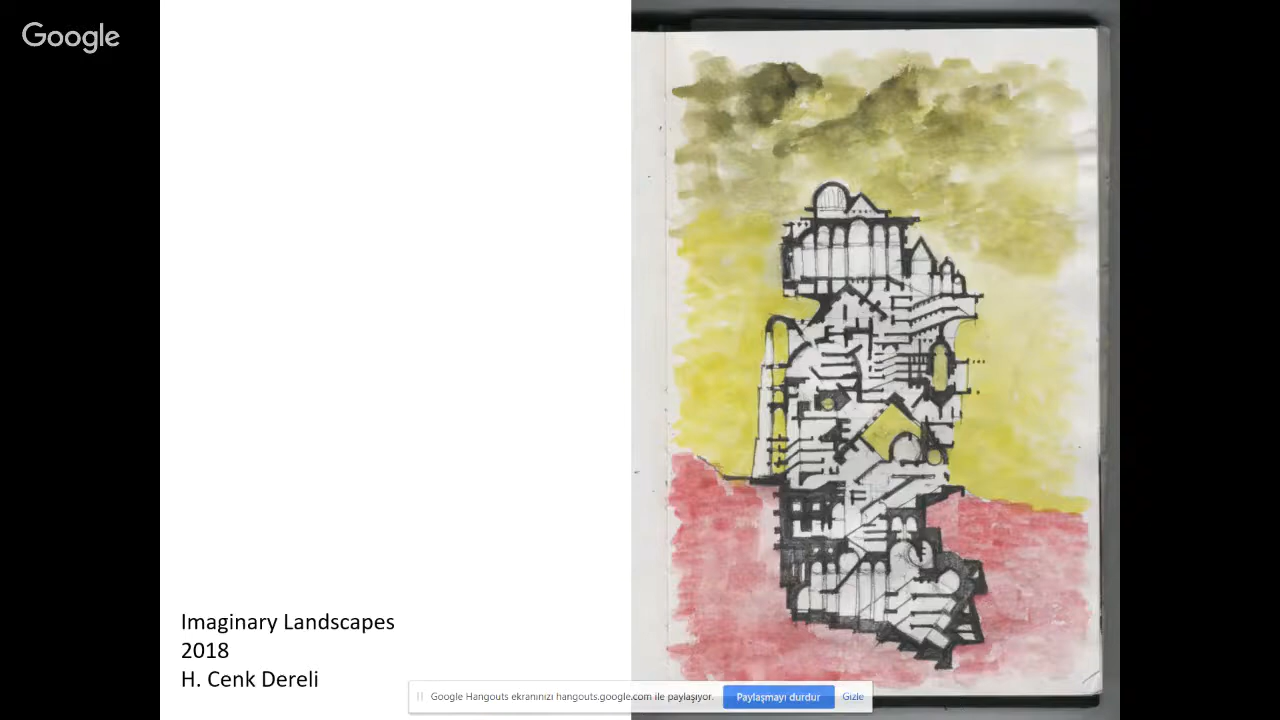 Google
Imaginary Landscapes
2018
H. Cenk Dereli
Google Hangouts ekranınızı hangouts.google.com ile paylaşıyor.
Paylaşmayı durdur
Gizle